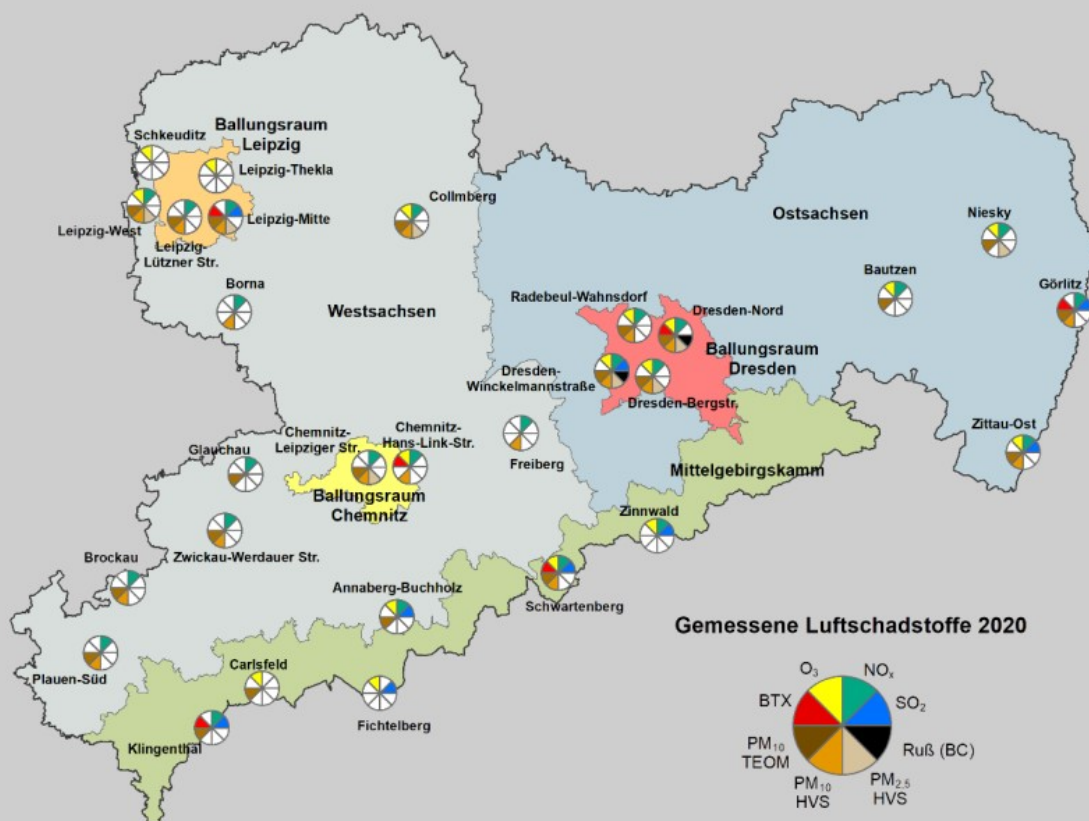 Schkeuditz
Ballungsraum
Leipzig
Leipzig-Thekla
Leipzig-West
Leipzig-
Lützner Str.
Leipzig-Mitte
Collmberg
Borna
Westsachsen
Ostsachsen
Niesky
Bautzen
Görlitz
Radebeul-Wahnsdorf
Dresden-Nord
Ballungsraum
Dresden
Dresden-
Winckelmannstraße
Dresden-Bergstr.
Zittau-Ost
Mittelgebirgskamm
Glauchau
Chemnitz-
Leipziger Str.
Chemnitz-
Hans-Link-Str.
Freiberg
Ballungsraum
Chemnitz
Zwickau-Werdauer Str.
Zinnwald
Brockau
Annaberg-Buchholz
Schwartenberg
Plauen-Süd
Carlsfeld
Fichtelberg
Klingenthal
Gemessene Luftschadstoffe 2020
O₃
NOₓ
BTX
SO₂
PM₁₀
TEOM
Ruß (BC)
PM₁₀
HVS
PM₂.₅
HVS